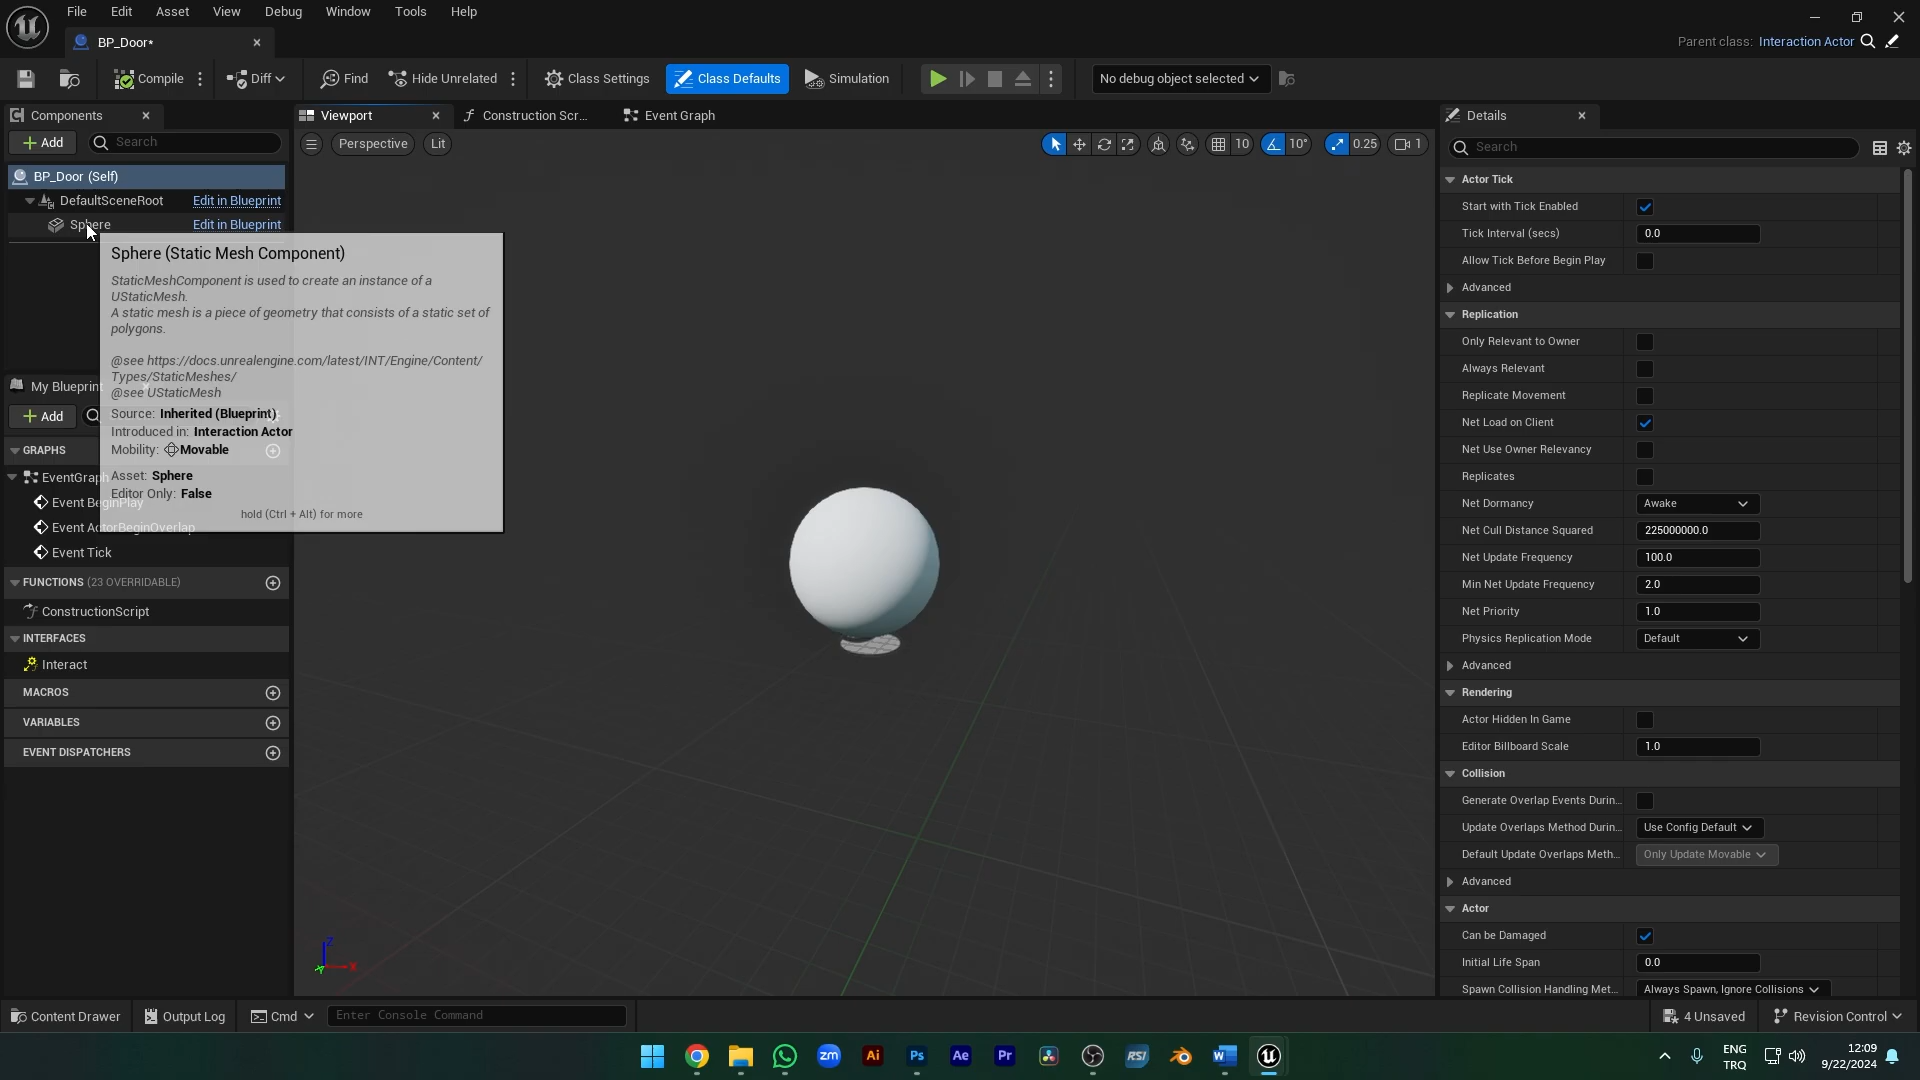 File Edit Asset View Debug Window Tools Help
BP_Door*
Parent class: Interaction Actor
Compile Diff Find Hide Unrelated Class Settings Class Defaults Simulation No debug object selected
Components
Viewport
Construction Scr...
Event Graph
Details
Add
Search
Perspective
Lit
10
10°
0.25
1
Search
BP_Door (Self)
DefaultSceneRoot Edit in Blueprint
Sphere Edit in Blueprint
Sphere (Static Mesh Component)
StaticMeshComponent is used to create an instance of a
UStaticMesh.
A static mesh is a piece of geometry that consists of a static set of
polygons.
@see https://docs.unrealengine.com/latest/INT/Engine/Content/
Types/StaticMeshes/
@see UStaticMesh
Source: Inherited (Blueprint)
Introduced in: Interaction Actor
Mobility: Movable
Asset: Sphere
Editor Only: False
hold (Ctrl + Alt) for more
My Blueprint
Add
GRAPHS
EventGraph
Event BeginPlay
Event ActorBeginOverlap
Event Tick
FUNCTIONS (23 OVERRIDABLE)
ConstructionScript
INTERFACES
Interact
MACROS
VARIABLES
EVENT DISPATCHERS
Z
X
Y
Actor Tick
Start with Tick Enabled
Tick Interval (secs) 0.0
Allow Tick Before Begin Play
Advanced
Replication
Only Relevant to Owner
Always Relevant
Replicate Movement
Net Load on Client
Net Use Owner Relevancy
Replicates
Net Dormancy Awake
Net Cull Distance Squared 225000000.0
Net Update Frequency 100.0
Min Net Update Frequency 2.0
Net Priority 1.0
Physics Replication Mode Default
Advanced
Rendering
Actor Hidden In Game
Editor Billboard Scale 1.0
Collision
Generate Overlap Events Durin...
Update Overlaps Method Durin... Use Config Default
Default Update Overlaps Meth... Only Update Movable
Advanced
Actor
Can be Damaged
Initial Life Span 0.0
Spawn Collision Handling Met... Always Spawn, Ignore Collisions
Content Drawer Output Log Cmd Enter Console Command 4 Unsaved Revision Control
zm Ai Ps Ae Pr RSI W
ENG
TRQ
12:09
9/22/2024